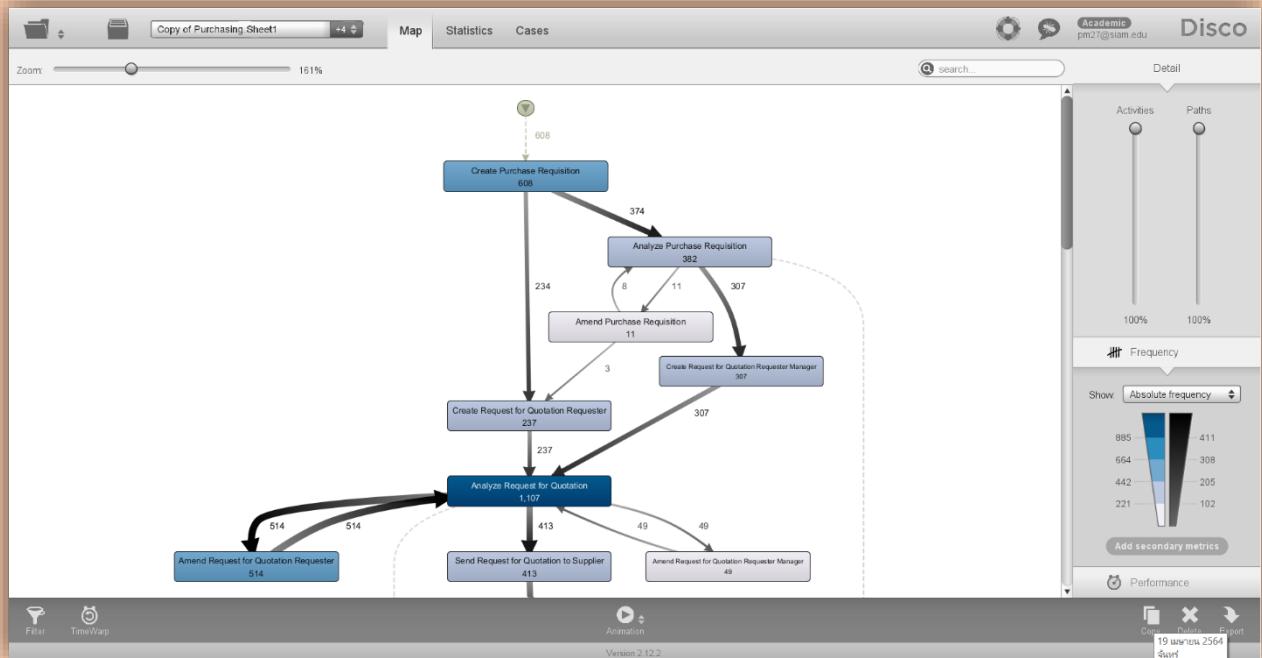 Copy of Purchasing.Sheet1
+4
Map
Statistics
Cases
Academic
pm27@siam.edu
Disco
Zoom:
161%
search...
Detail
608
Create Purchase Requisition
608
374
Analyze Purchase Requisition
382
234
8
11
307
Amend Purchase Requisition
11
3
Create Request for Quotation Requester Manager
307
Create Request for Quotation Requester
237
307
237
Analyze Request for Quotation
1,107
514
514
413
49
49
Amend Request for Quotation Requester
514
Send Request for Quotation to Supplier
413
Amend Request for Quotation Requester Manager
49
Activities
Paths
100%
100%
Frequency
Show:
Absolute frequency
885
411
664
308
442
205
221
102
Add secondary metrics
Performance
Filter
TimeWarp
Animation
Copy
Delete
Export
19 เมษายน 2564
จันทร์
Version 2.12.2